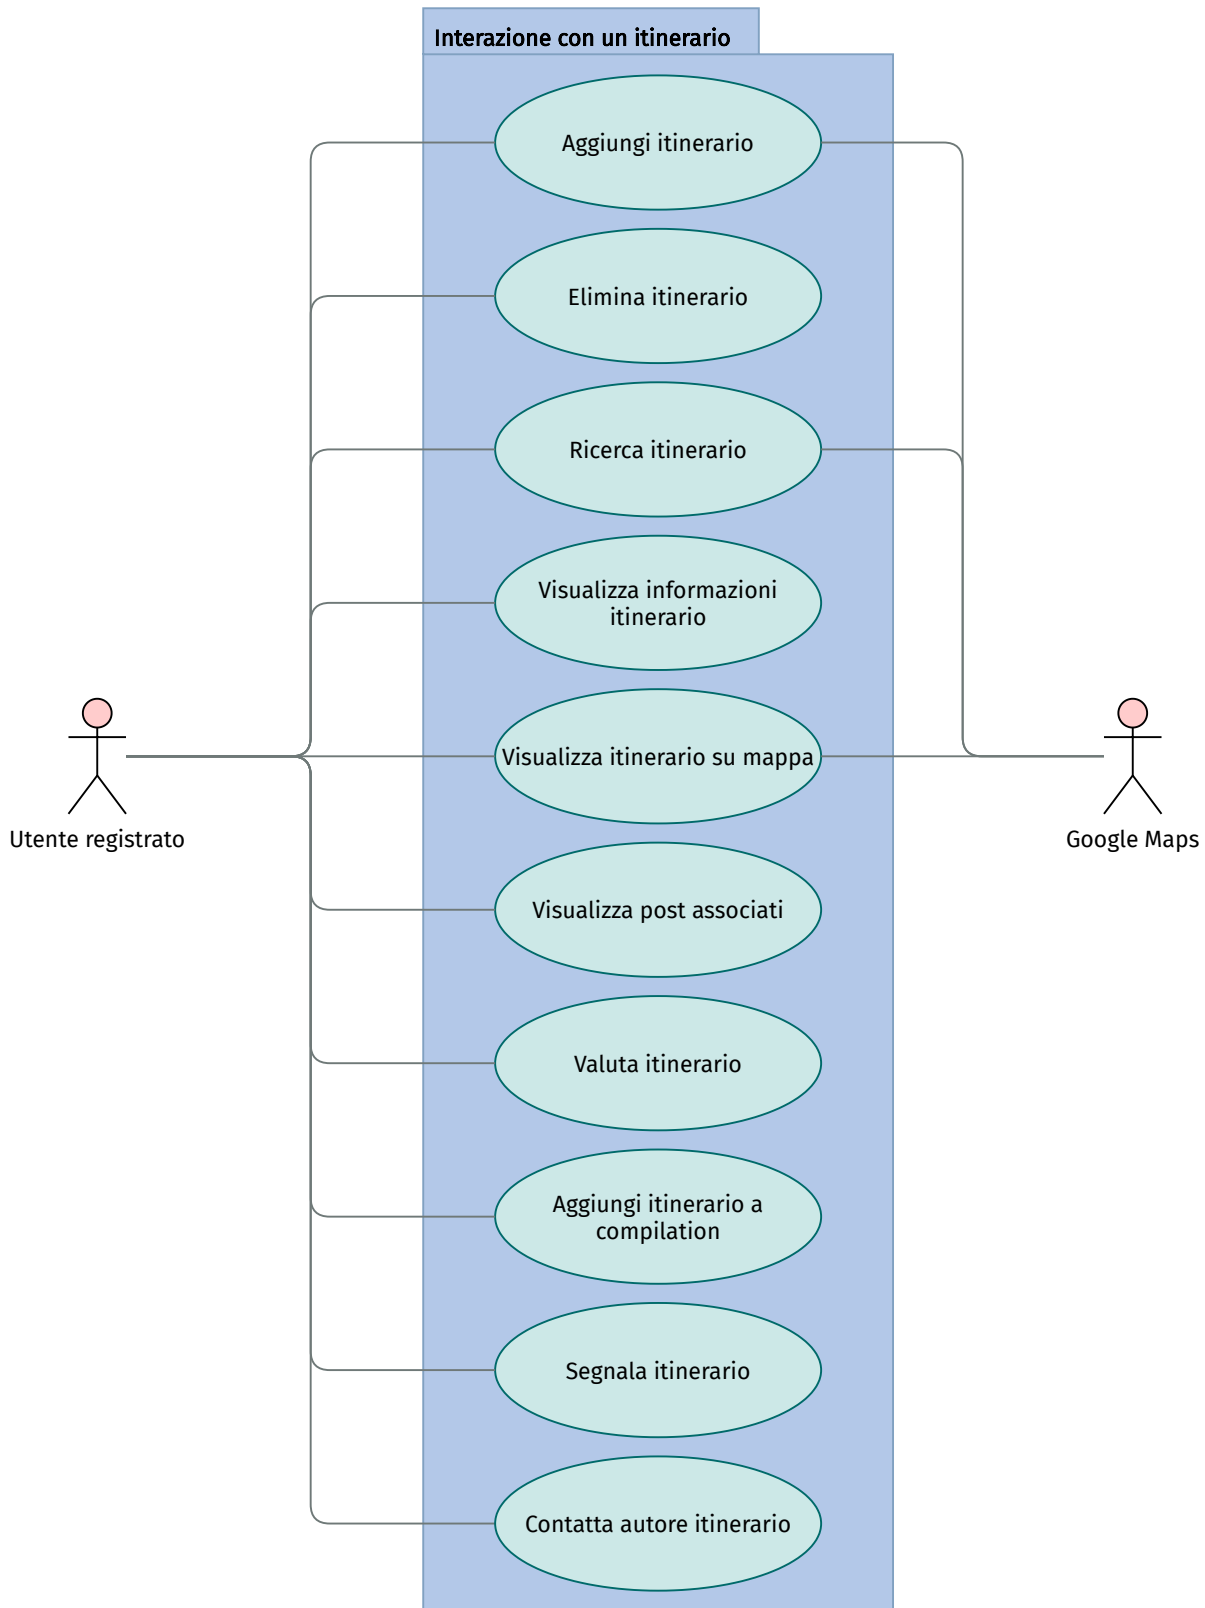 Interazione con un itinerario
Aggiungi itinerario
Elimina itinerario
Ricerca itinerario
Visualizza informazioni
itinerario
Visualizza itinerario su mappa
Utente registrato
Google Maps
Visualizza post associati
Valuta itinerario
Aggiungi itinerario a
compilation
Segnala itinerario
Contatta autore itinerario